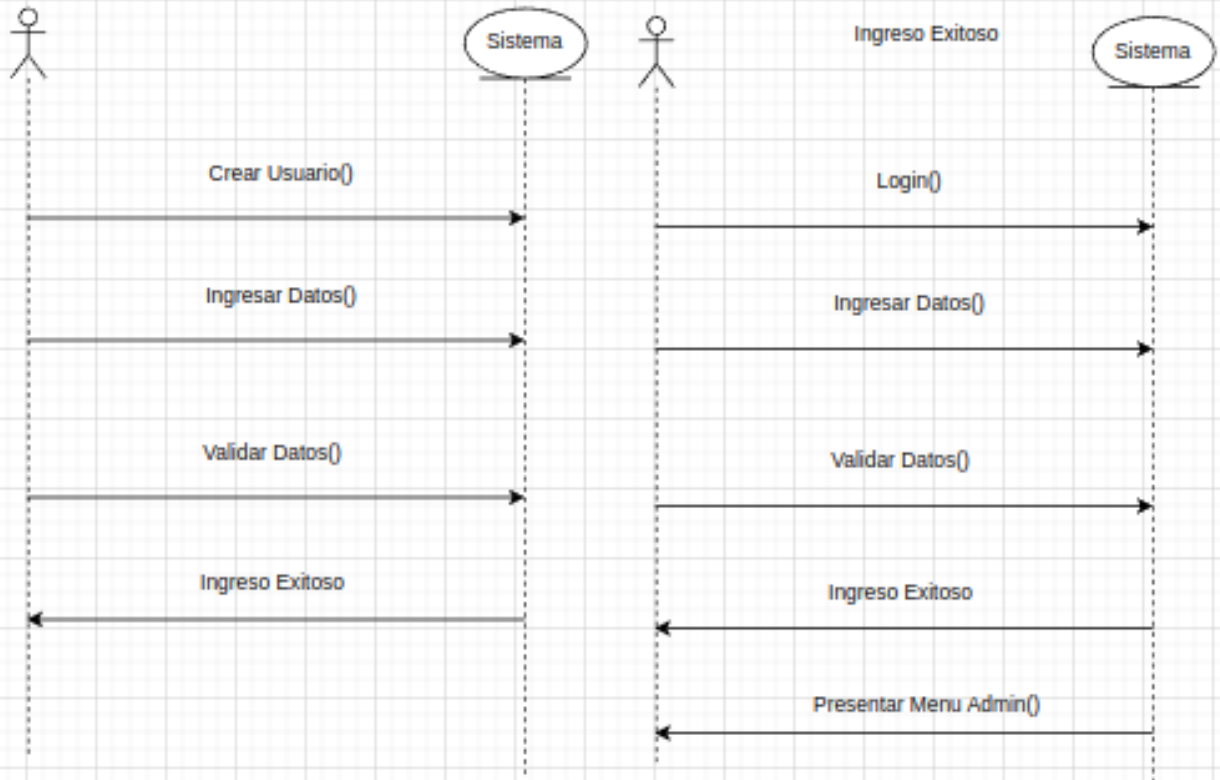 Sistema
Crear Usuario()
Ingresar Datos()
Validar Datos()
Ingreso Exitoso
Ingreso Exitoso
Sistema
Login()
Ingresar Datos()
Validar Datos()
Ingreso Exitoso
Presentar Menu Admin()